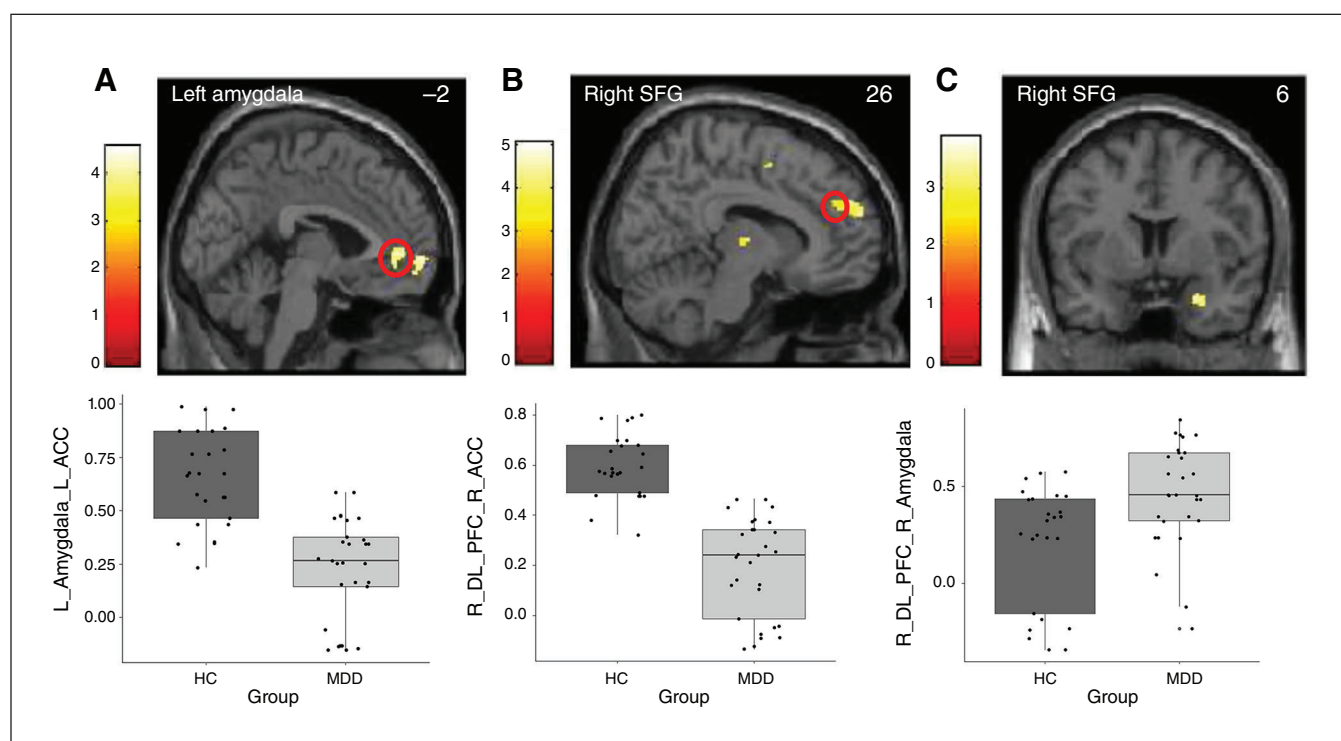 A
Left amygdala
–2
4
3
2
1
0
B
Right SFG
26
5
4
3
2
1
0
C
Right SFG
6
3
2
1
0
L_Amygdala_L_ACC
1.00
0.75
0.50
0.25
0.00
HC
MDD
Group
R_DL_PFC_R_ACC
0.8
0.6
0.4
0.2
0.0
HC
MDD
Group
R_DL_PFC_R_Amygdala
0.5
0.0
HC
MDD
Group